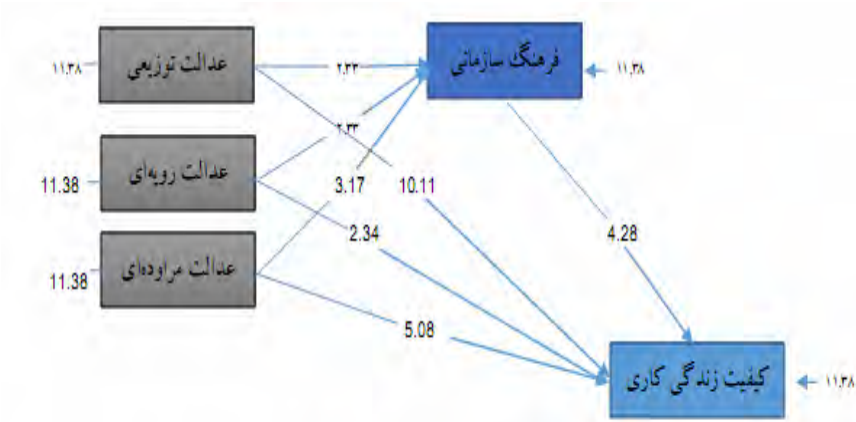 ۱۱,۳۸
عدالت توزیعی
۲,۳۳
فرهنگ سازمانی
۱۱,۳۸
۲,۳۳
11.38
عدالت رویه‌ای
3.17
10.11
2.34
4.28
11.38
عدالت مراوده‌ای
5.08
کیفیت زندگی کاری
۱۱,۳۸